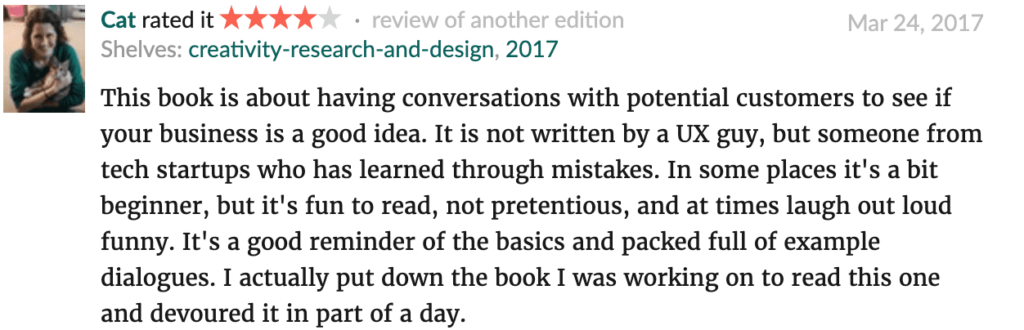 Cat rated it · review of another edition Mar 24, 2017
Shelves: creativity-research-and-design, 2017
This book is about having conversations with potential customers to see if
your business is a good idea. It is not written by a UX guy, but someone from
tech startups who has learned through mistakes. In some places it's a bit
beginner, but it's fun to read, not pretentious, and at times laugh out loud
funny. It's a good reminder of the basics and packed full of example
dialogues. I actually put down the book I was working on to read this one
and devoured it in part of a day.